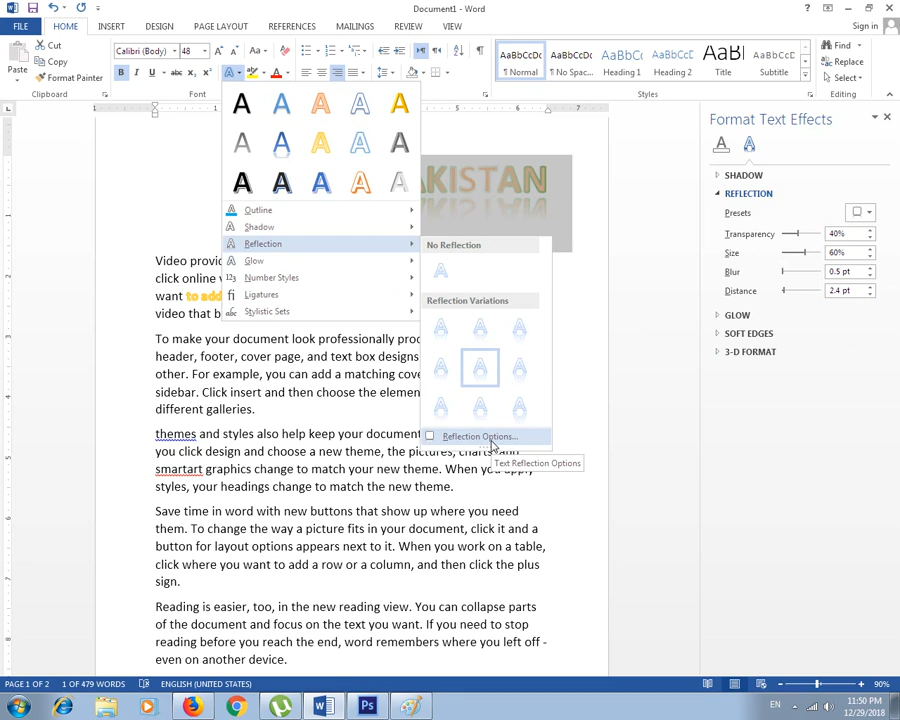 Document1 - Word
FILE HOME INSERT DESIGN PAGE LAYOUT REFERENCES MAILINGS REVIEW VIEW Sign in
Paste
Cut
Copy
Format Painter
Clipboard
Calibri (Body) 48
Font
AaBbCcDc AaBbCcDc AaBbCc AaBbCcD AaBl AaBbCcD
¶ Normal ¶ No Spac... Heading 1 Heading 2 Title Subtitle
Styles
Find
Replace
Select
Editing
Outline
Shadow
Reflection
Glow
Number Styles
Ligatures
Stylistic Sets
No Reflection
Reflection Variations
Reflection Options...
Text Reflection Options
AKISTAN
Video provi
click online v
want to add
video that b
To make your document look professionally proc
header, footer, cover page, and text box designs
other. For example, you can add a matching cove
sidebar. Click insert and then choose the elemen
different galleries.
themes and styles also help keep your document
you click design and choose a new theme, the pictures, charts
smartart graphics change to match your new theme. When you apply
styles, your headings change to match the new theme.
Save time in word with new buttons that show up where you need
them. To change the way a picture fits in your document, click it and a
button for layout options appears next to it. When you work on a table,
click where you want to add a row or a column, and then click the plus
sign.
Reading is easier, too, in the new reading view. You can collapse parts
of the document and focus on the text you want. If you need to stop
reading before you reach the end, word remembers where you left off -
even on another device.
Format Text Effects
SHADOW
REFLECTION
Presets
Transparency 40%
Size 60%
Blur 0.5 pt
Distance 2.4 pt
GLOW
SOFT EDGES
3-D FORMAT
PAGE 1 OF 2 1 OF 479 WORDS ENGLISH (UNITED STATES) 90%
EN 11:50 PM
12/29/2018